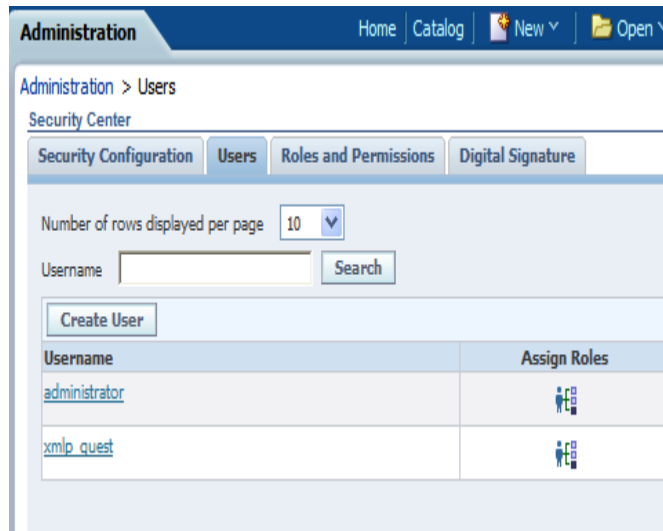 Administration
Home Catalog New Open
Administration > Users
Security Center
Security Configuration Users Roles and Permissions Digital Signature
Number of rows displayed per page 10
Username Search
Create User
Username Assign Roles
administrator
xmlp_guest